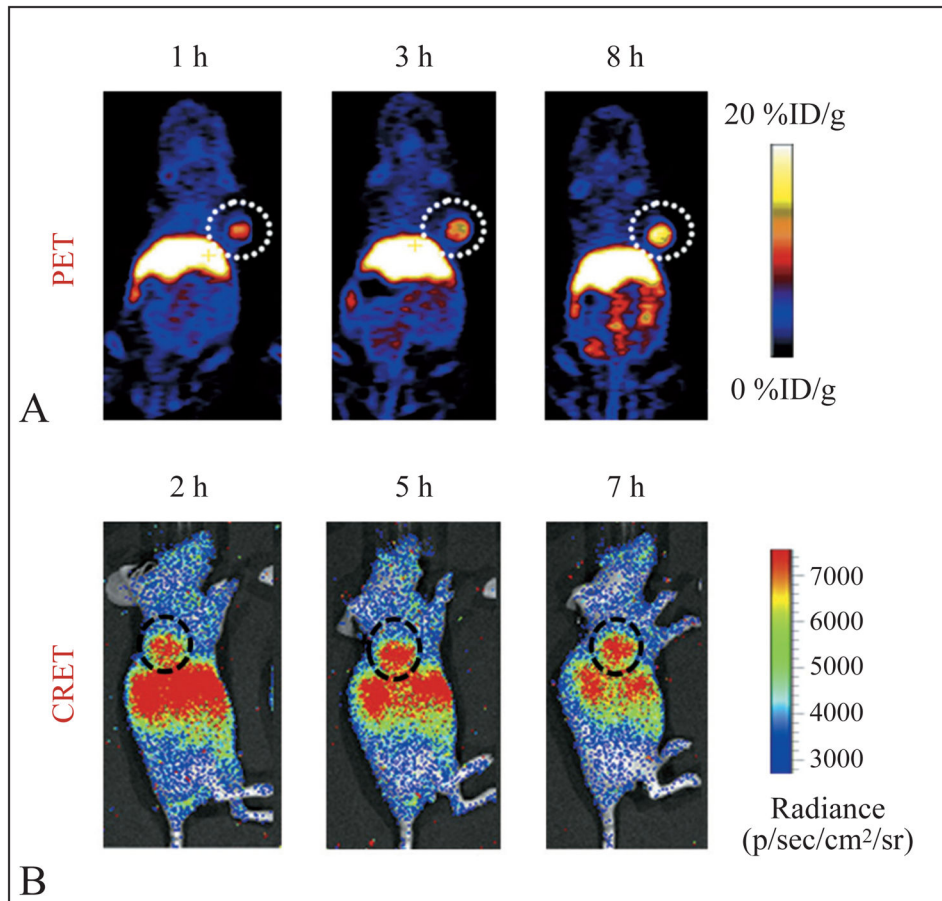 1 h 3 h 8 h
20 %ID/g
PET
0 %ID/g
A
2 h 5 h 7 h
CRET
7000
6000
5000
4000
3000
Radiance
(p/sec/cm²/sr)
B